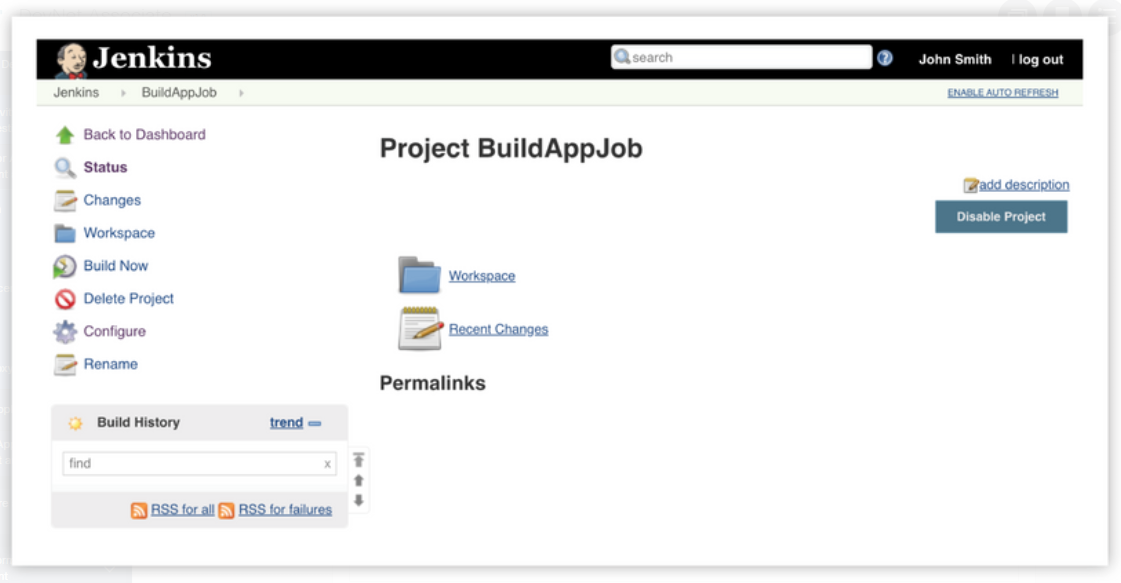 Jenkins
search
John Smith | log out
Jenkins BuildAppJob
ENABLE AUTO REFRESH
Back to Dashboard
Status
Changes
Workspace
Build Now
Delete Project
Configure
Rename
Build History trend
find x
RSS for all RSS for failures
Project BuildAppJob
add description
Disable Project
Workspace
Recent Changes
Permalinks